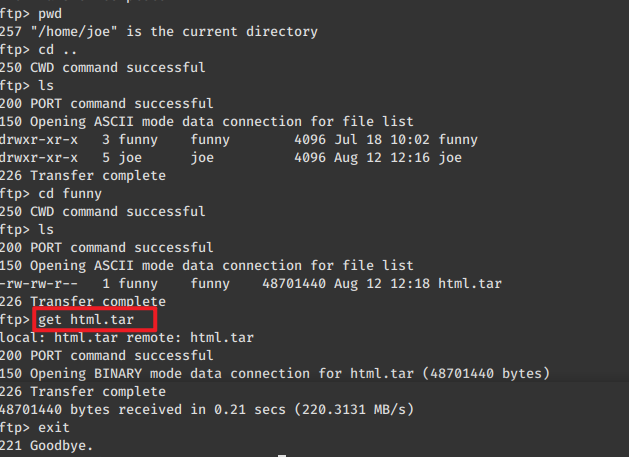 ftp> pwd
257 "/home/joe" is the current directory
ftp> cd ..
250 CWD command successful
ftp> ls
200 PORT command successful
150 Opening ASCII mode data connection for file list
drwxr-xr-x   3 funny    funny        4096 Jul 18 10:02 funny
drwxr-xr-x   5 joe      joe          4096 Aug 12 12:16 joe
226 Transfer complete
ftp> cd funny
250 CWD command successful
ftp> ls
200 PORT command successful
150 Opening ASCII mode data connection for file list
-rw-rw-r--   1 funny    funny    48701440 Aug 12 12:18 html.tar
226 Transfer complete
ftp> get html.tar
local: html.tar remote: html.tar
200 PORT command successful
150 Opening BINARY mode data connection for html.tar (48701440 bytes)
226 Transfer complete
48701440 bytes received in 0.21 secs (220.3131 MB/s)
ftp> exit
221 Goodbye.